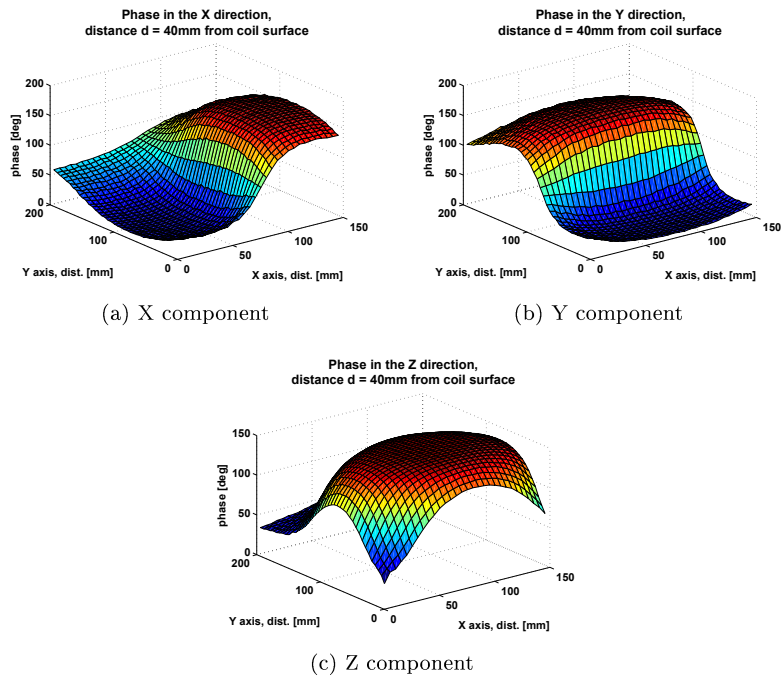 Phase in the X direction,
distance d = 40mm from coil surface
200
150
100
50
0
phase [deg]
200
100
0
Y axis, dist. [mm]
0
50
100
150
X axis, dist. [mm]
(a) X component
Phase in the Y direction,
distance d = 40mm from coil surface
200
150
100
50
0
phase [deg]
200
100
0
Y axis, dist. [mm]
0
50
100
150
X axis, dist. [mm]
(b) Y component
Phase in the Z direction,
distance d = 40mm from coil surface
150
100
50
0
phase [deg]
200
100
0
Y axis, dist. [mm]
0
50
100
150
X axis, dist. [mm]
(c) Z component